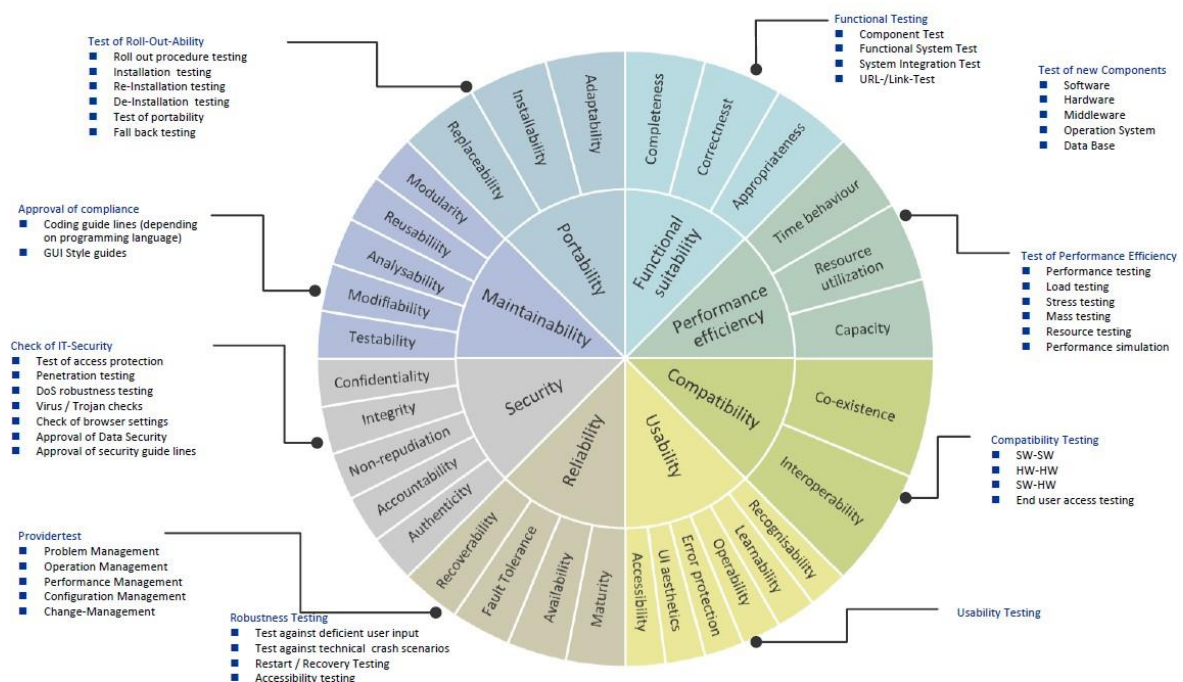 Test of Roll-Out-Ability
Roll out procedure testing
Installation testing
Re-Installation testing
De-Installation testing
Test of portability
Fall back testing
Functional Testing
Component Test
Functional System Test
System Integration Test
URL-/Link-Test
Test of new Components
Software
Hardware
Middleware
Operation System
Data Base
Approval of compliance
Coding guide lines (depending
on programming language)
GUI Style guides
Test of Performance Efficiency
Performance testing
Load testing
Stress testing
Mass testing
Resource testing
Performance simulation
Check of IT-Security
Test of access protection
Penetration testing
DoS robustness testing
Virus / Trojan checks
Check of browser settings
Approval of Data Security
Approval of security guide lines
Compatibility Testing
SW-SW
HW-HW
SW-HW
End user access testing
Providertest
Problem Management
Operation Management
Performance Management
Configuration Management
Change-Management
Robustness Testing
Test against deficient user input
Test against technical crash scenarios
Restart / Recovery Testing
Accessibility testing
Usability Testing
Functional
suitability
Completeness
Correctnesst
Appropriateness
Performance
efficiency
Time behaviour
Resource
utilization
Capacity
Compatibility
Co-existence
Interoperability
Usability
Recognisability
Learnability
Operability
Error protection
UI aesthetics
Accessibility
Reliability
Maturity
Availability
Fault Tolerance
Recoverability
Security
Authenticity
Accountability
Non-repudiation
Integrity
Confidentiality
Maintainability
Testability
Modifiability
Analysability
Reusability
Modularity
Portability
Replaceability
Installability
Adaptability